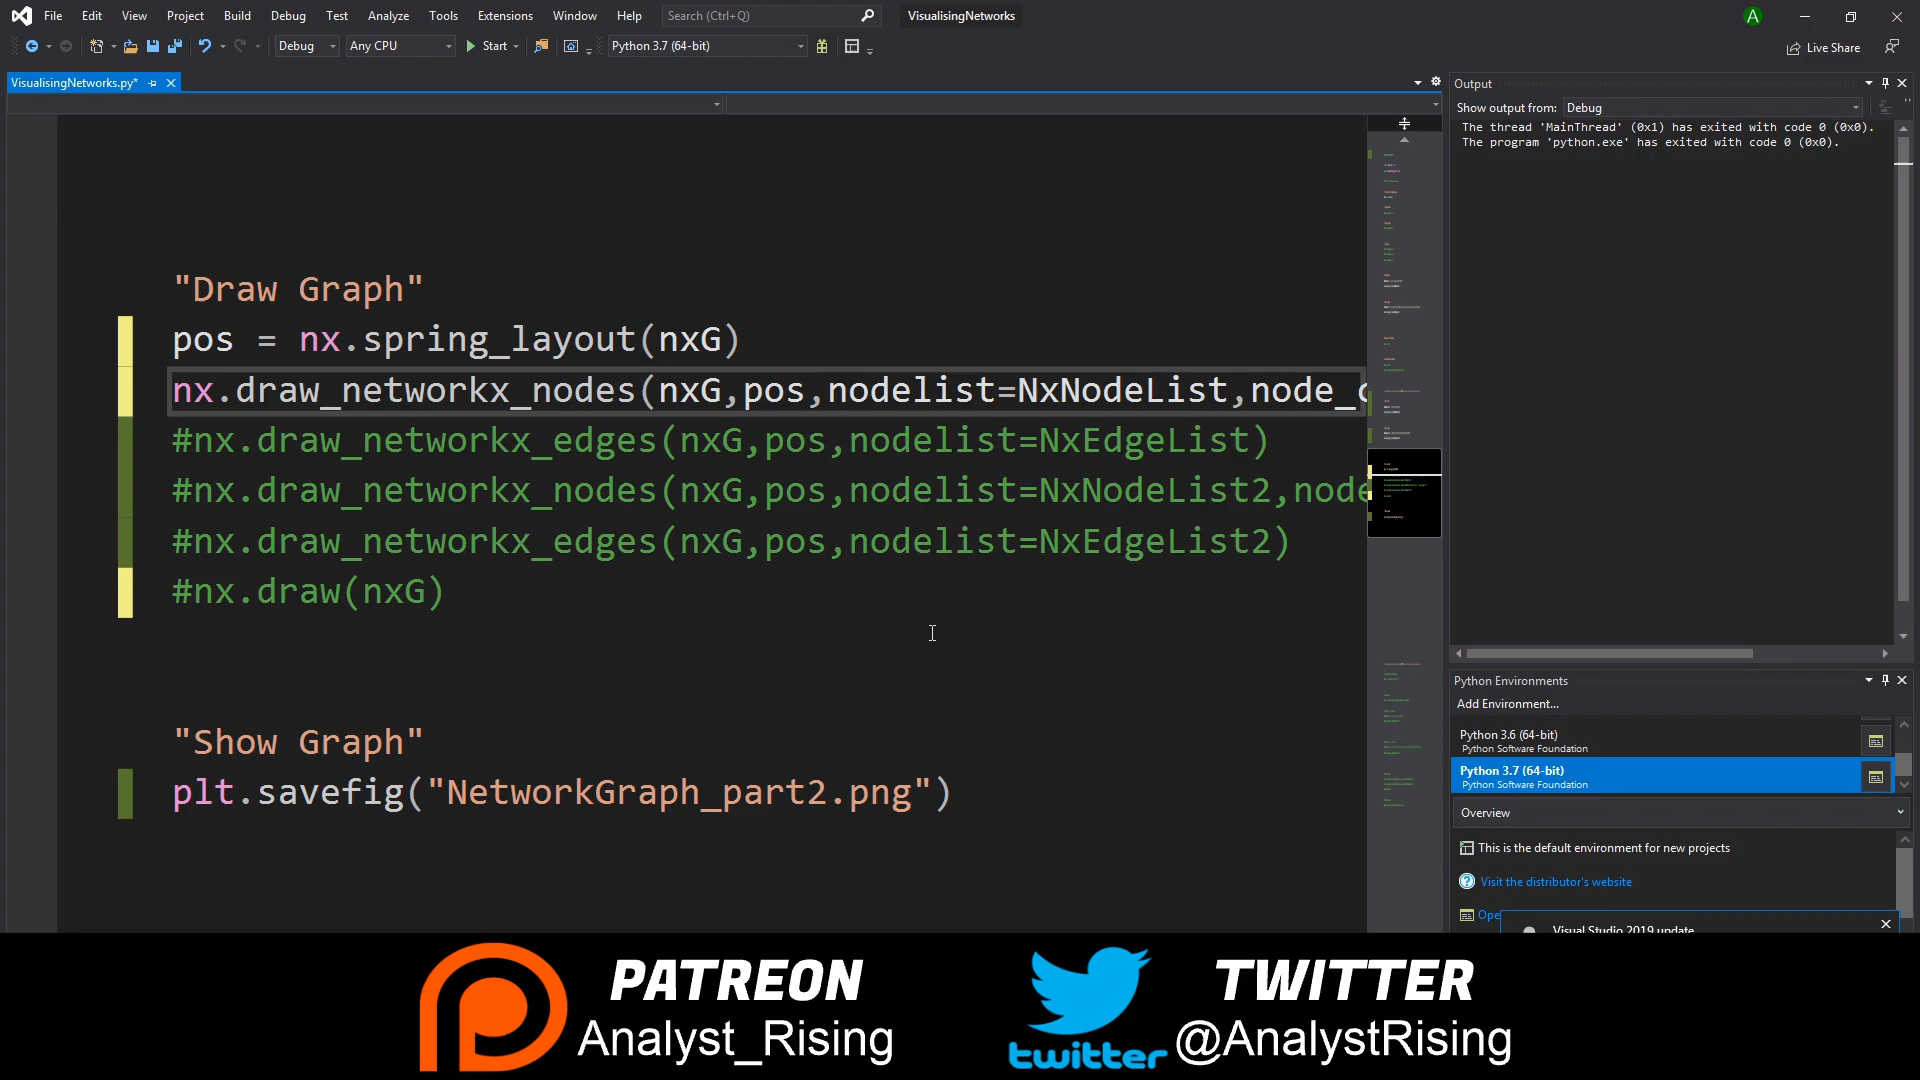 File Edit View Project Build Debug Test Analyze Tools Extensions Window Help Search (Ctrl+Q) VisualisingNetworks A
Debug Any CPU Start Python 3.7 (64-bit) Live Share
VisualisingNetworks.py*
"Draw Graph"
pos = nx.spring_layout(nxG)
nx.draw_networkx_nodes(nxG,pos,nodelist=NxNodeList,node_c
#nx.draw_networkx_edges(nxG,pos,nodelist=NxEdgeList)
#nx.draw_networkx_nodes(nxG,pos,nodelist=NxNodeList2,node
#nx.draw_networkx_edges(nxG,pos,nodelist=NxEdgeList2)
#nx.draw(nxG)
"Show Graph"
plt.savefig("NetworkGraph_part2.png")
Output
Show output from: Debug
The thread 'MainThread' (0x1) has exited with code 0 (0x0).
The program 'python.exe' has exited with code 0 (0x0).
Python Environments
Add Environment...
Python 3.6 (64-bit)
Python Software Foundation
Python 3.7 (64-bit)
Python Software Foundation
Overview
This is the default environment for new projects
Visit the distributor's website
Ope
Visual Studio 2019 update
PATREON
Analyst_Rising
twitter
TWITTER
@AnalystRising